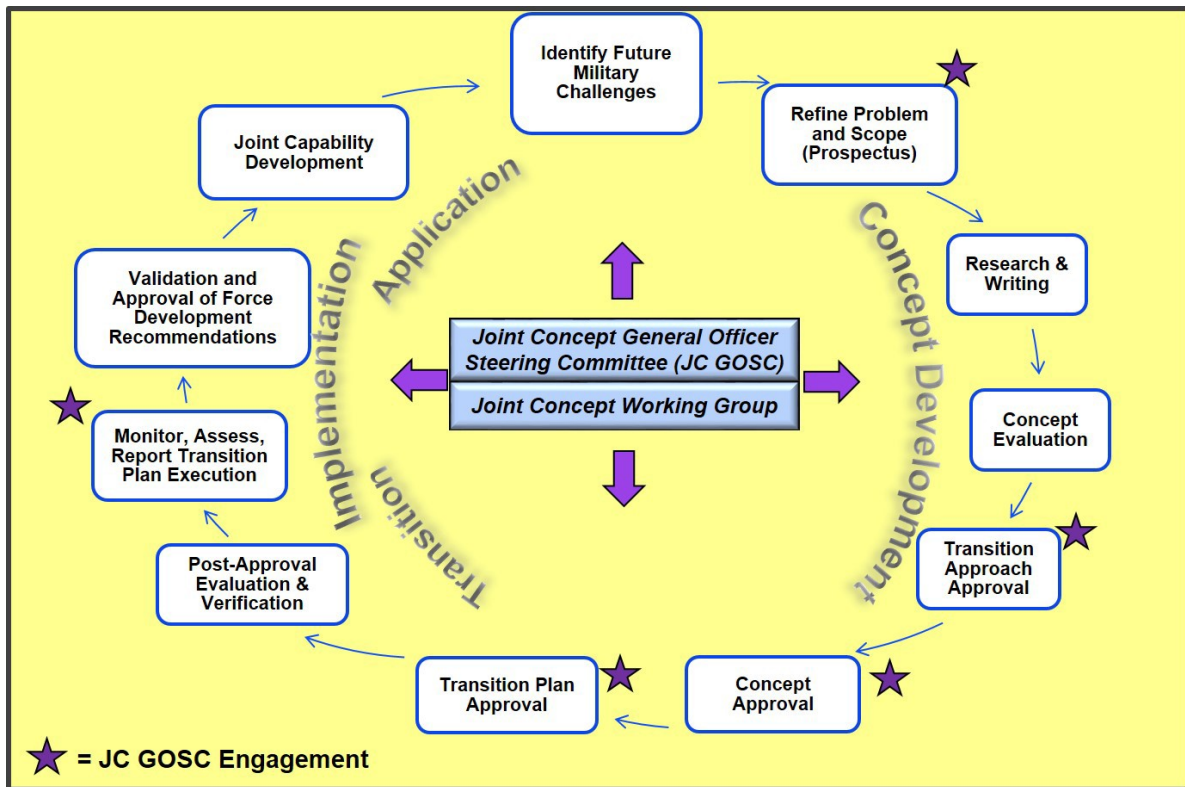 Identify Future
Military
Challenges
Refine Problem
and Scope
(Prospectus)
Research &
Writing
Concept
Evaluation
Transition
Approach
Approval
Concept
Approval
Transition Plan
Approval
Post-Approval
Evaluation &
Verification
Monitor, Assess,
Report Transition
Plan Execution
Validation and
Approval of Force
Development
Recommendations
Joint Capability
Development
Application
Concept Development
Implementation
Transition
Joint Concept General Officer
Steering Committee (JC GOSC)
Joint Concept Working Group
= JC GOSC Engagement